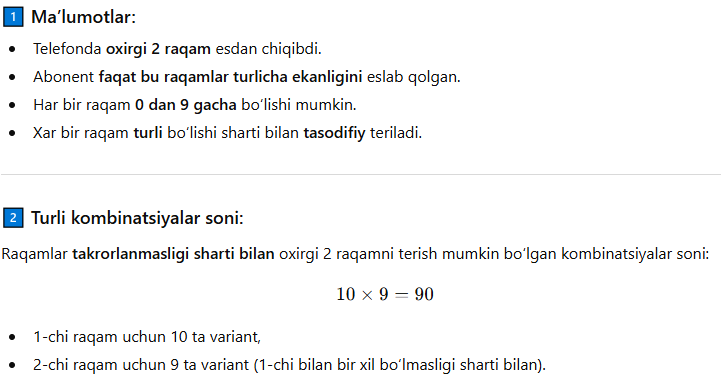 1 Ma’lumotlar:
• Telefonda oxirgi 2 raqam esdan chiqibdi.
• Abonent faqat bu raqamlar turlicha ekanligini eslab qolgan.
• Har bir raqam 0 dan 9 gacha bo‘lishi mumkin.
• Xar bir raqam turli bo‘lishi sharti bilan tasodifiy teriladi.
2 Turli kombinatsiyalar soni:
Raqamlar takrorlanmasligi sharti bilan oxirgi 2 raqamni terish mumkin bo‘lgan kombinatsiyalar soni:
10 × 9 = 90
• 1-chi raqam uchun 10 ta variant,
• 2-chi raqam uchun 9 ta variant (1-chi bilan bir xil bo‘lmasligi sharti bilan).